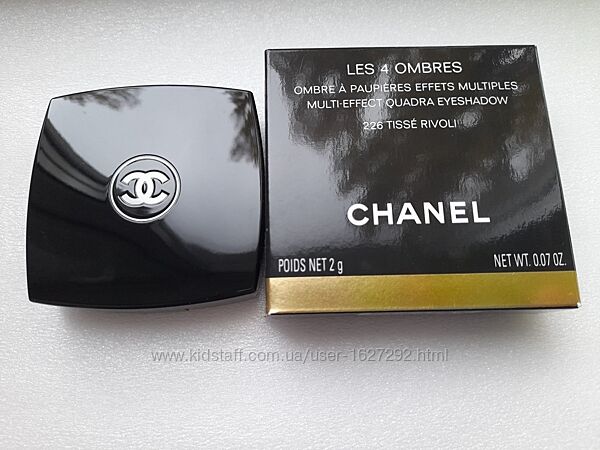 LES 4 OMBRES
OMBRE À PAUPIÈRES EFFETS MULTIPLES
MULTI-EFFECT QUADRA EYESHADOW
226 TISSÉ RIVOLI
CHANEL
POIDS NET 2 g
NET WT. 0.07 OZ.
www.kidstaff.com.ua/user-1627292.html